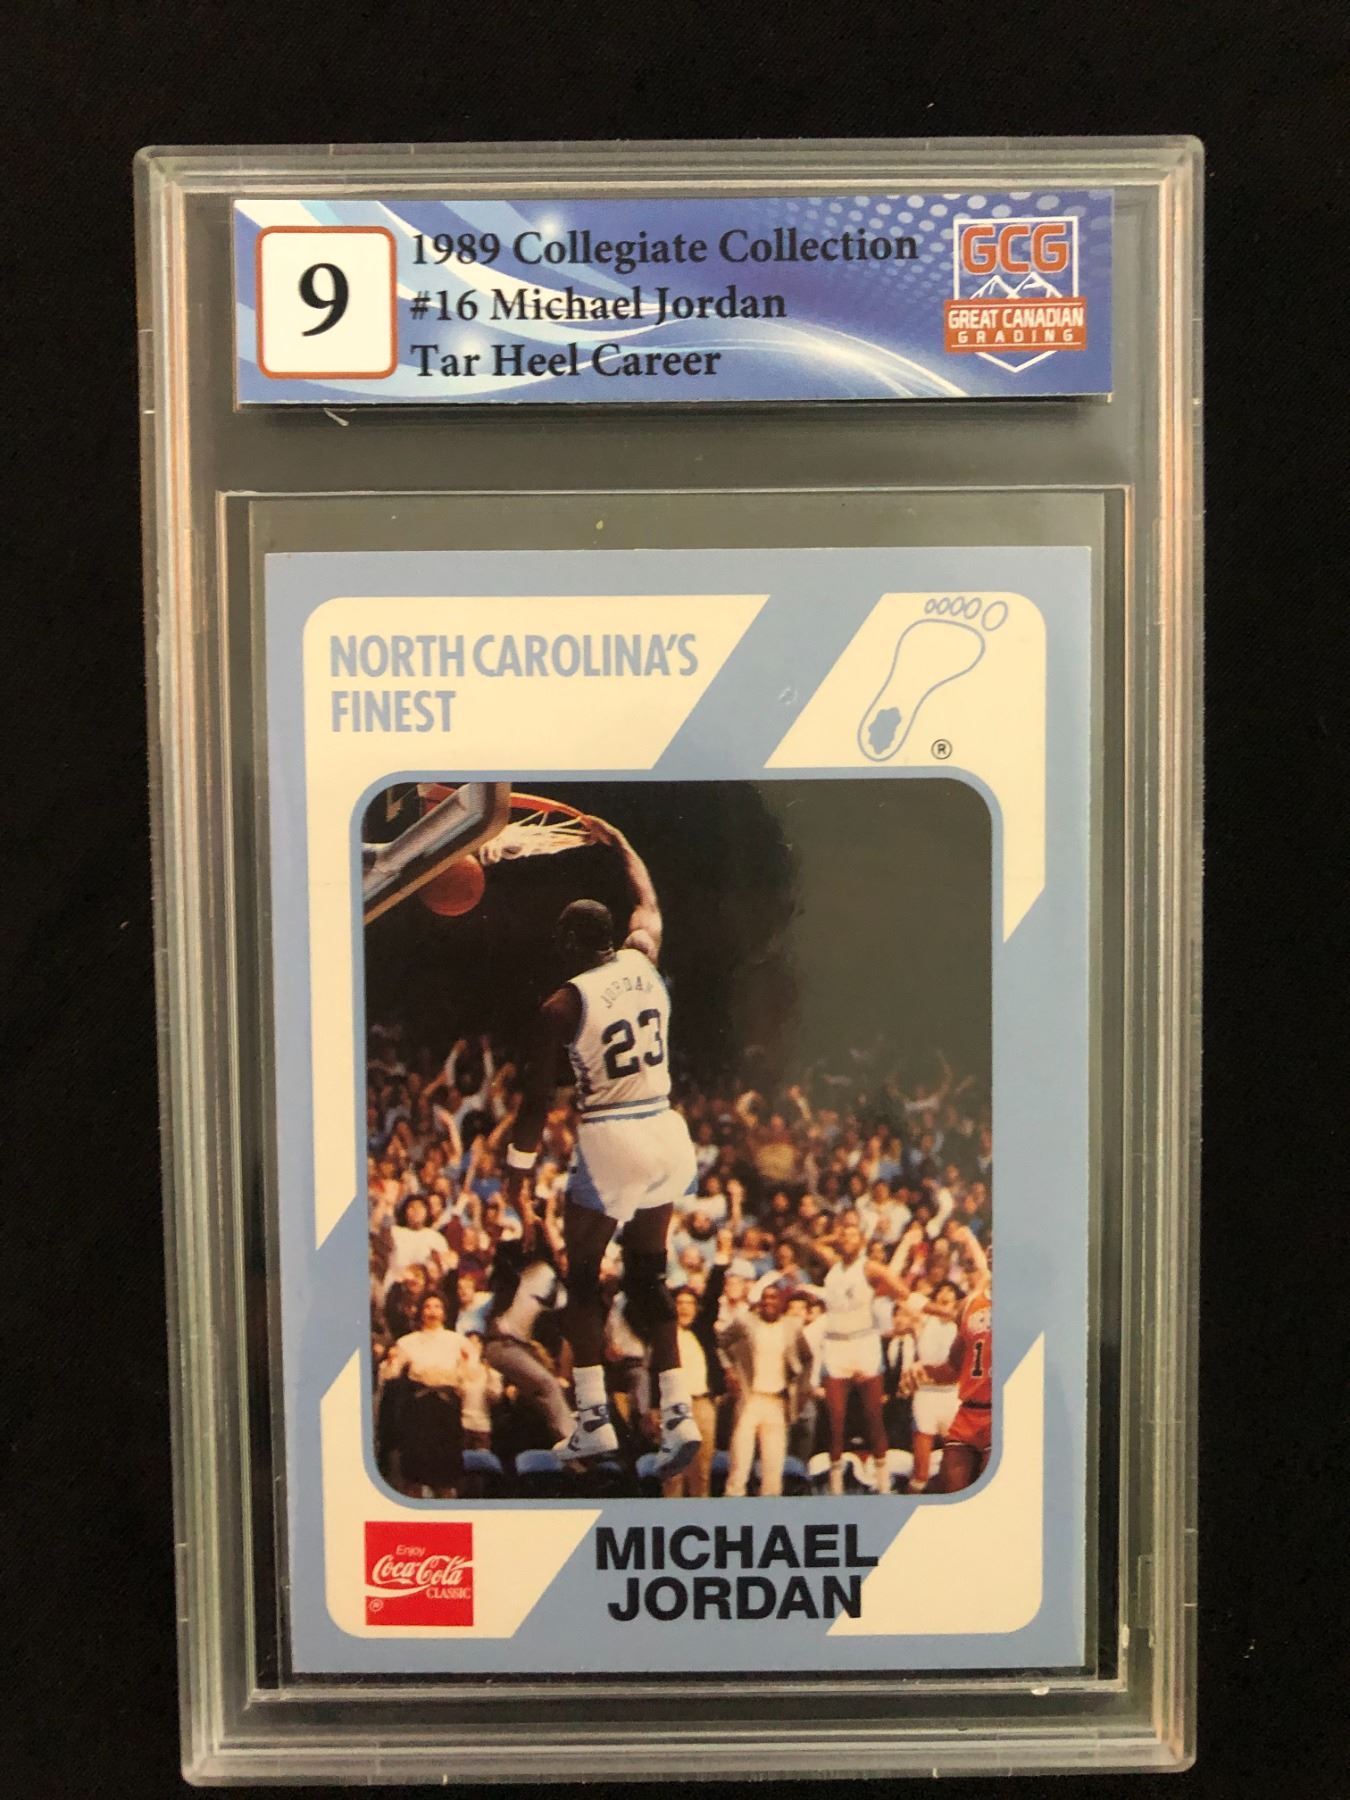 9
1989 Collegiate Collection
#16 Michael Jordan
Tar Heel Career
GCG
GREAT CANADIAN
GRADING
NORTH CAROLINA'S
FINEST
®
JORDAN
23
1
Enjoy
Coca-Cola
CLASSIC
®
MICHAEL
JORDAN